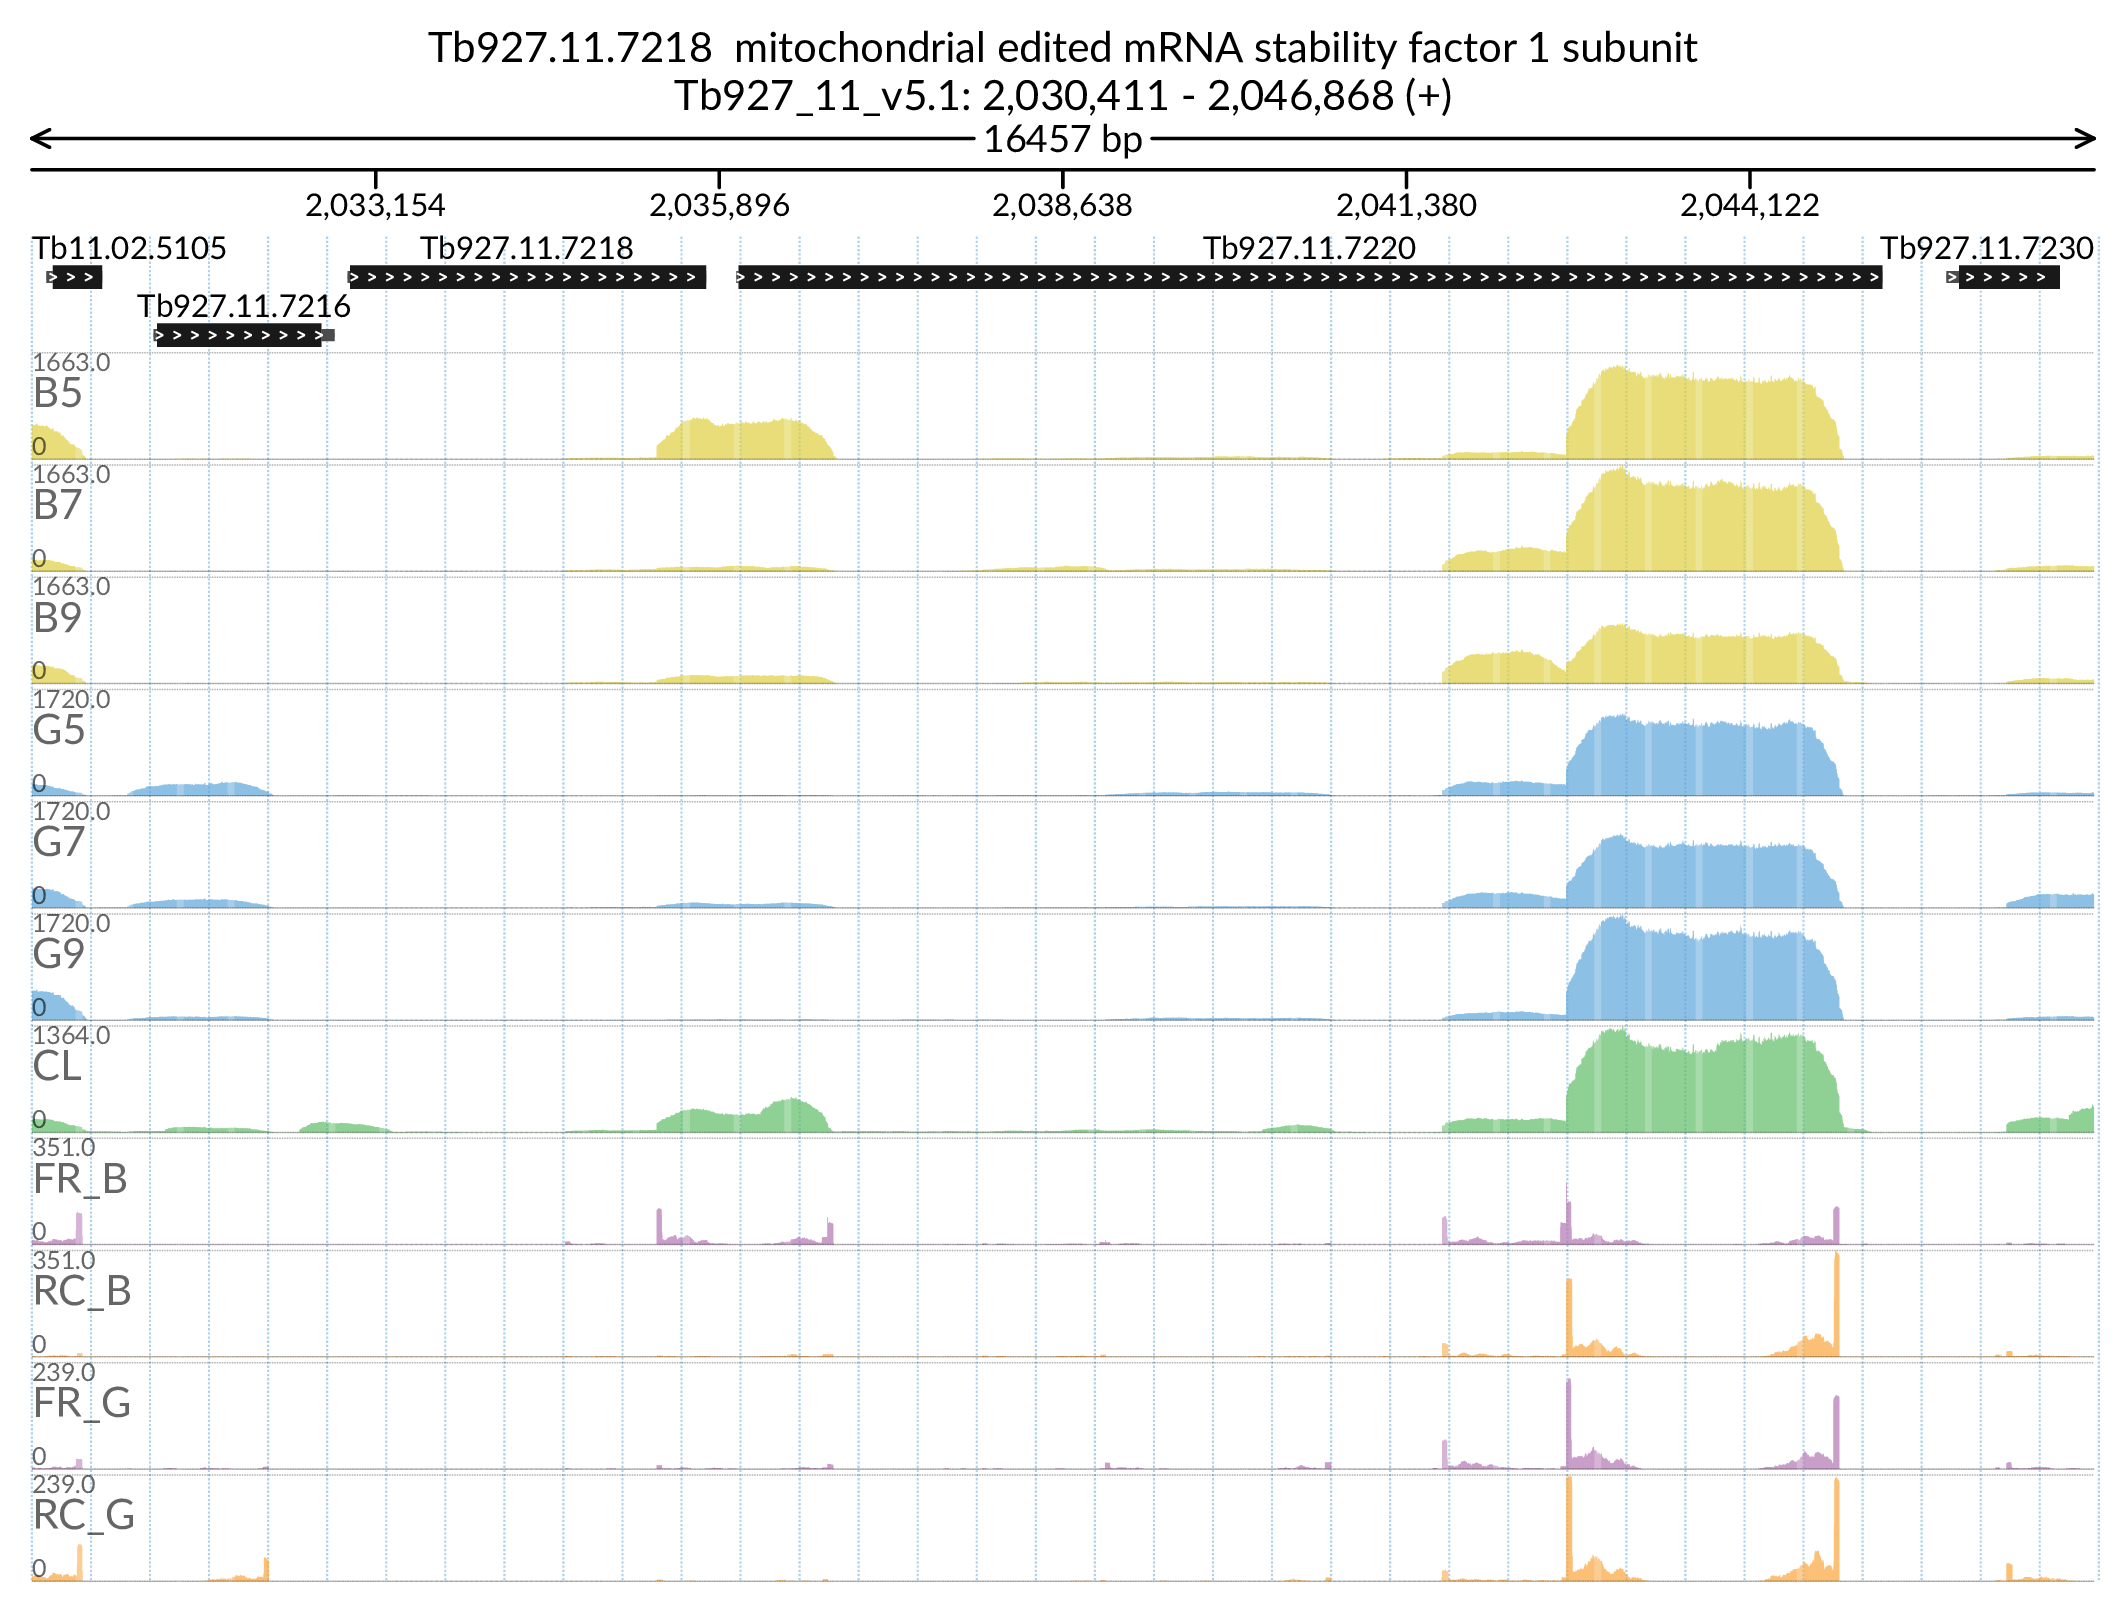 Tb927.11.7218 mitochondrial edited mRNA stability factor 1 subunit
Tb927_11_v5.1: 2,030,411 - 2,046,868 (+)
16457 bp
2,033,154 2,035,896 2,038,638 2,041,380 2,044,122
Tb11.02.5105 Tb927.11.7218 Tb927.11.7220 Tb927.11.7230
Tb927.11.7216
1663.0
B5
0
1663.0
B7
0
1663.0
B9
0
1720.0
G5
0
1720.0
G7
0
1720.0
G9
0
1364.0
CL
0
351.0
FR_B
0
351.0
RC_B
0
239.0
FR_G
0
239.0
RC_G
0